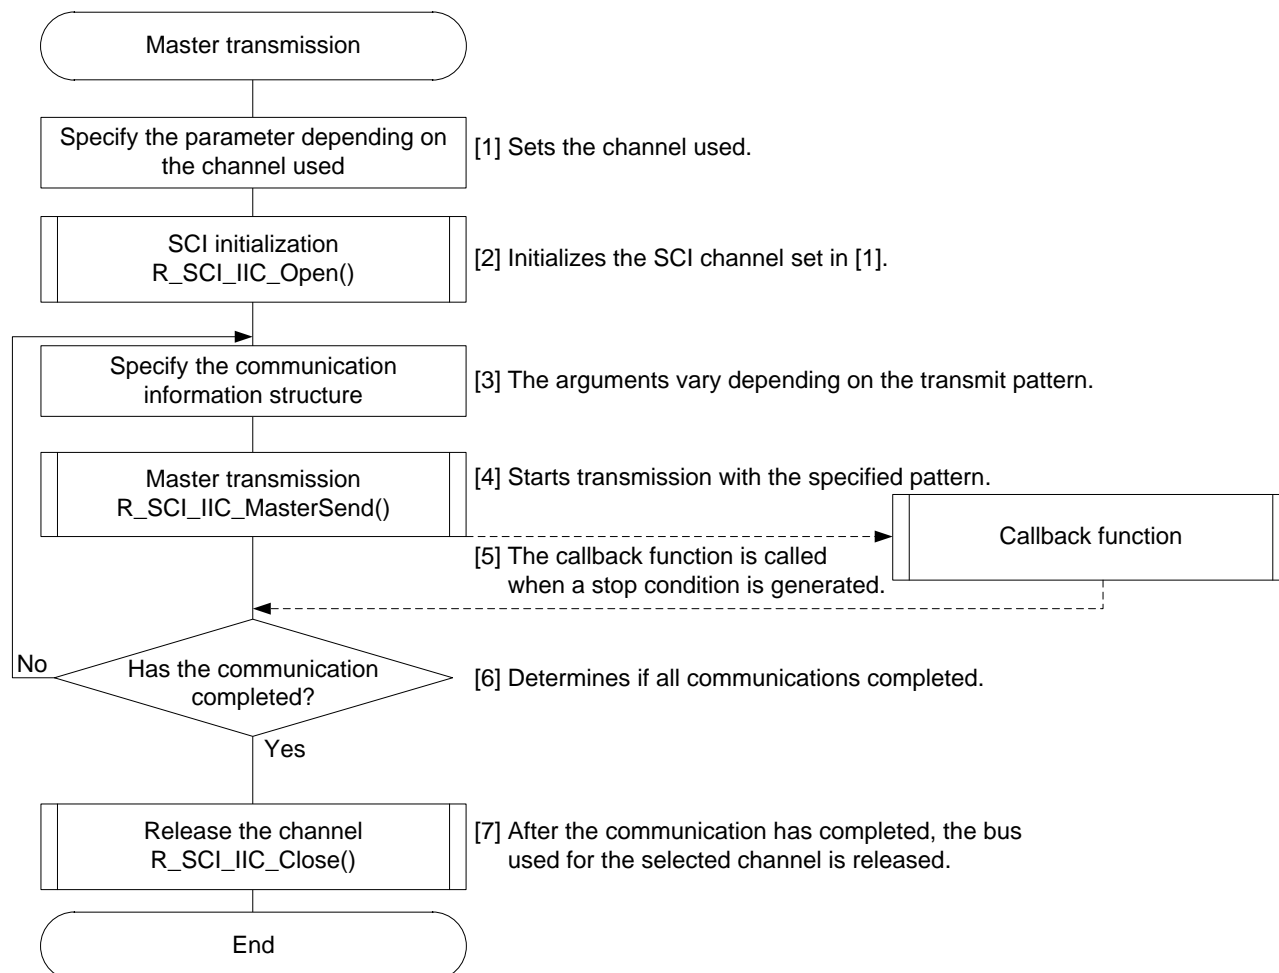 Master transmission
Specify the parameter depending on
the channel used
[1] Sets the channel used.
SCI initialization
R_SCI_IIC_Open()
[2] Initializes the SCI channel set in [1].
Specify the communication
information structure
[3] The arguments vary depending on the transmit pattern.
Master transmission
R_SCI_IIC_MasterSend()
[4] Starts transmission with the specified pattern.
Callback function
[5] The callback function is called
when a stop condition is generated.
No
Has the communication
completed?
[6] Determines if all communications completed.
Yes
Release the channel
R_SCI_IIC_Close()
[7] After the communication has completed, the bus
used for the selected channel is released.
End